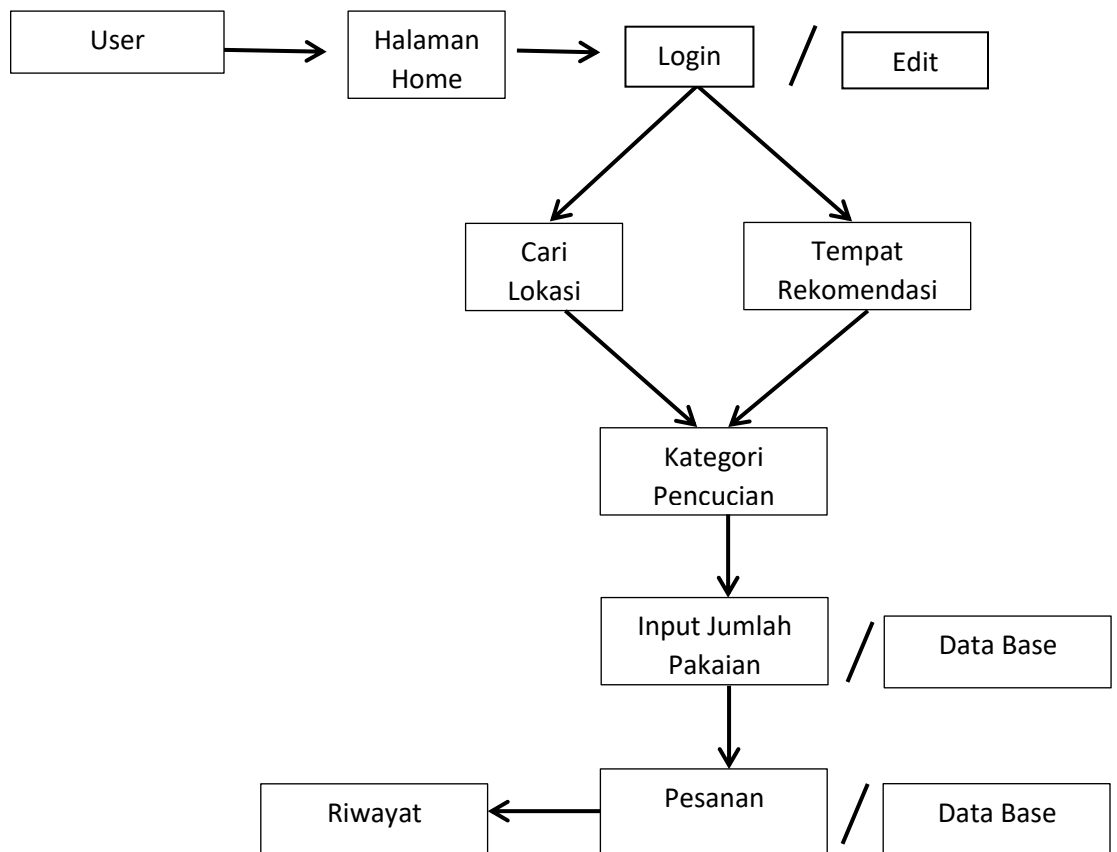 User
Halaman
Home
Login
/
Edit
Cari
Lokasi
Tempat
Rekomendasi
Kategori
Pencucian
Input Jumlah
Pakaian
/
Data Base
Riwayat
Pesanan
/
Data Base